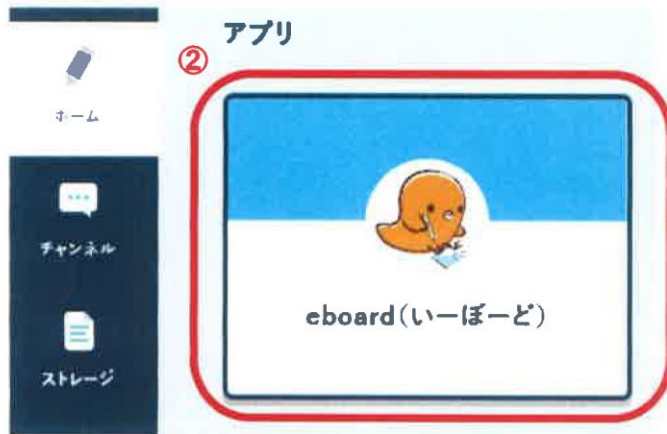 アプリ
②
ホーム
チャンネル
eboard(いーぼーど)
ストレージ